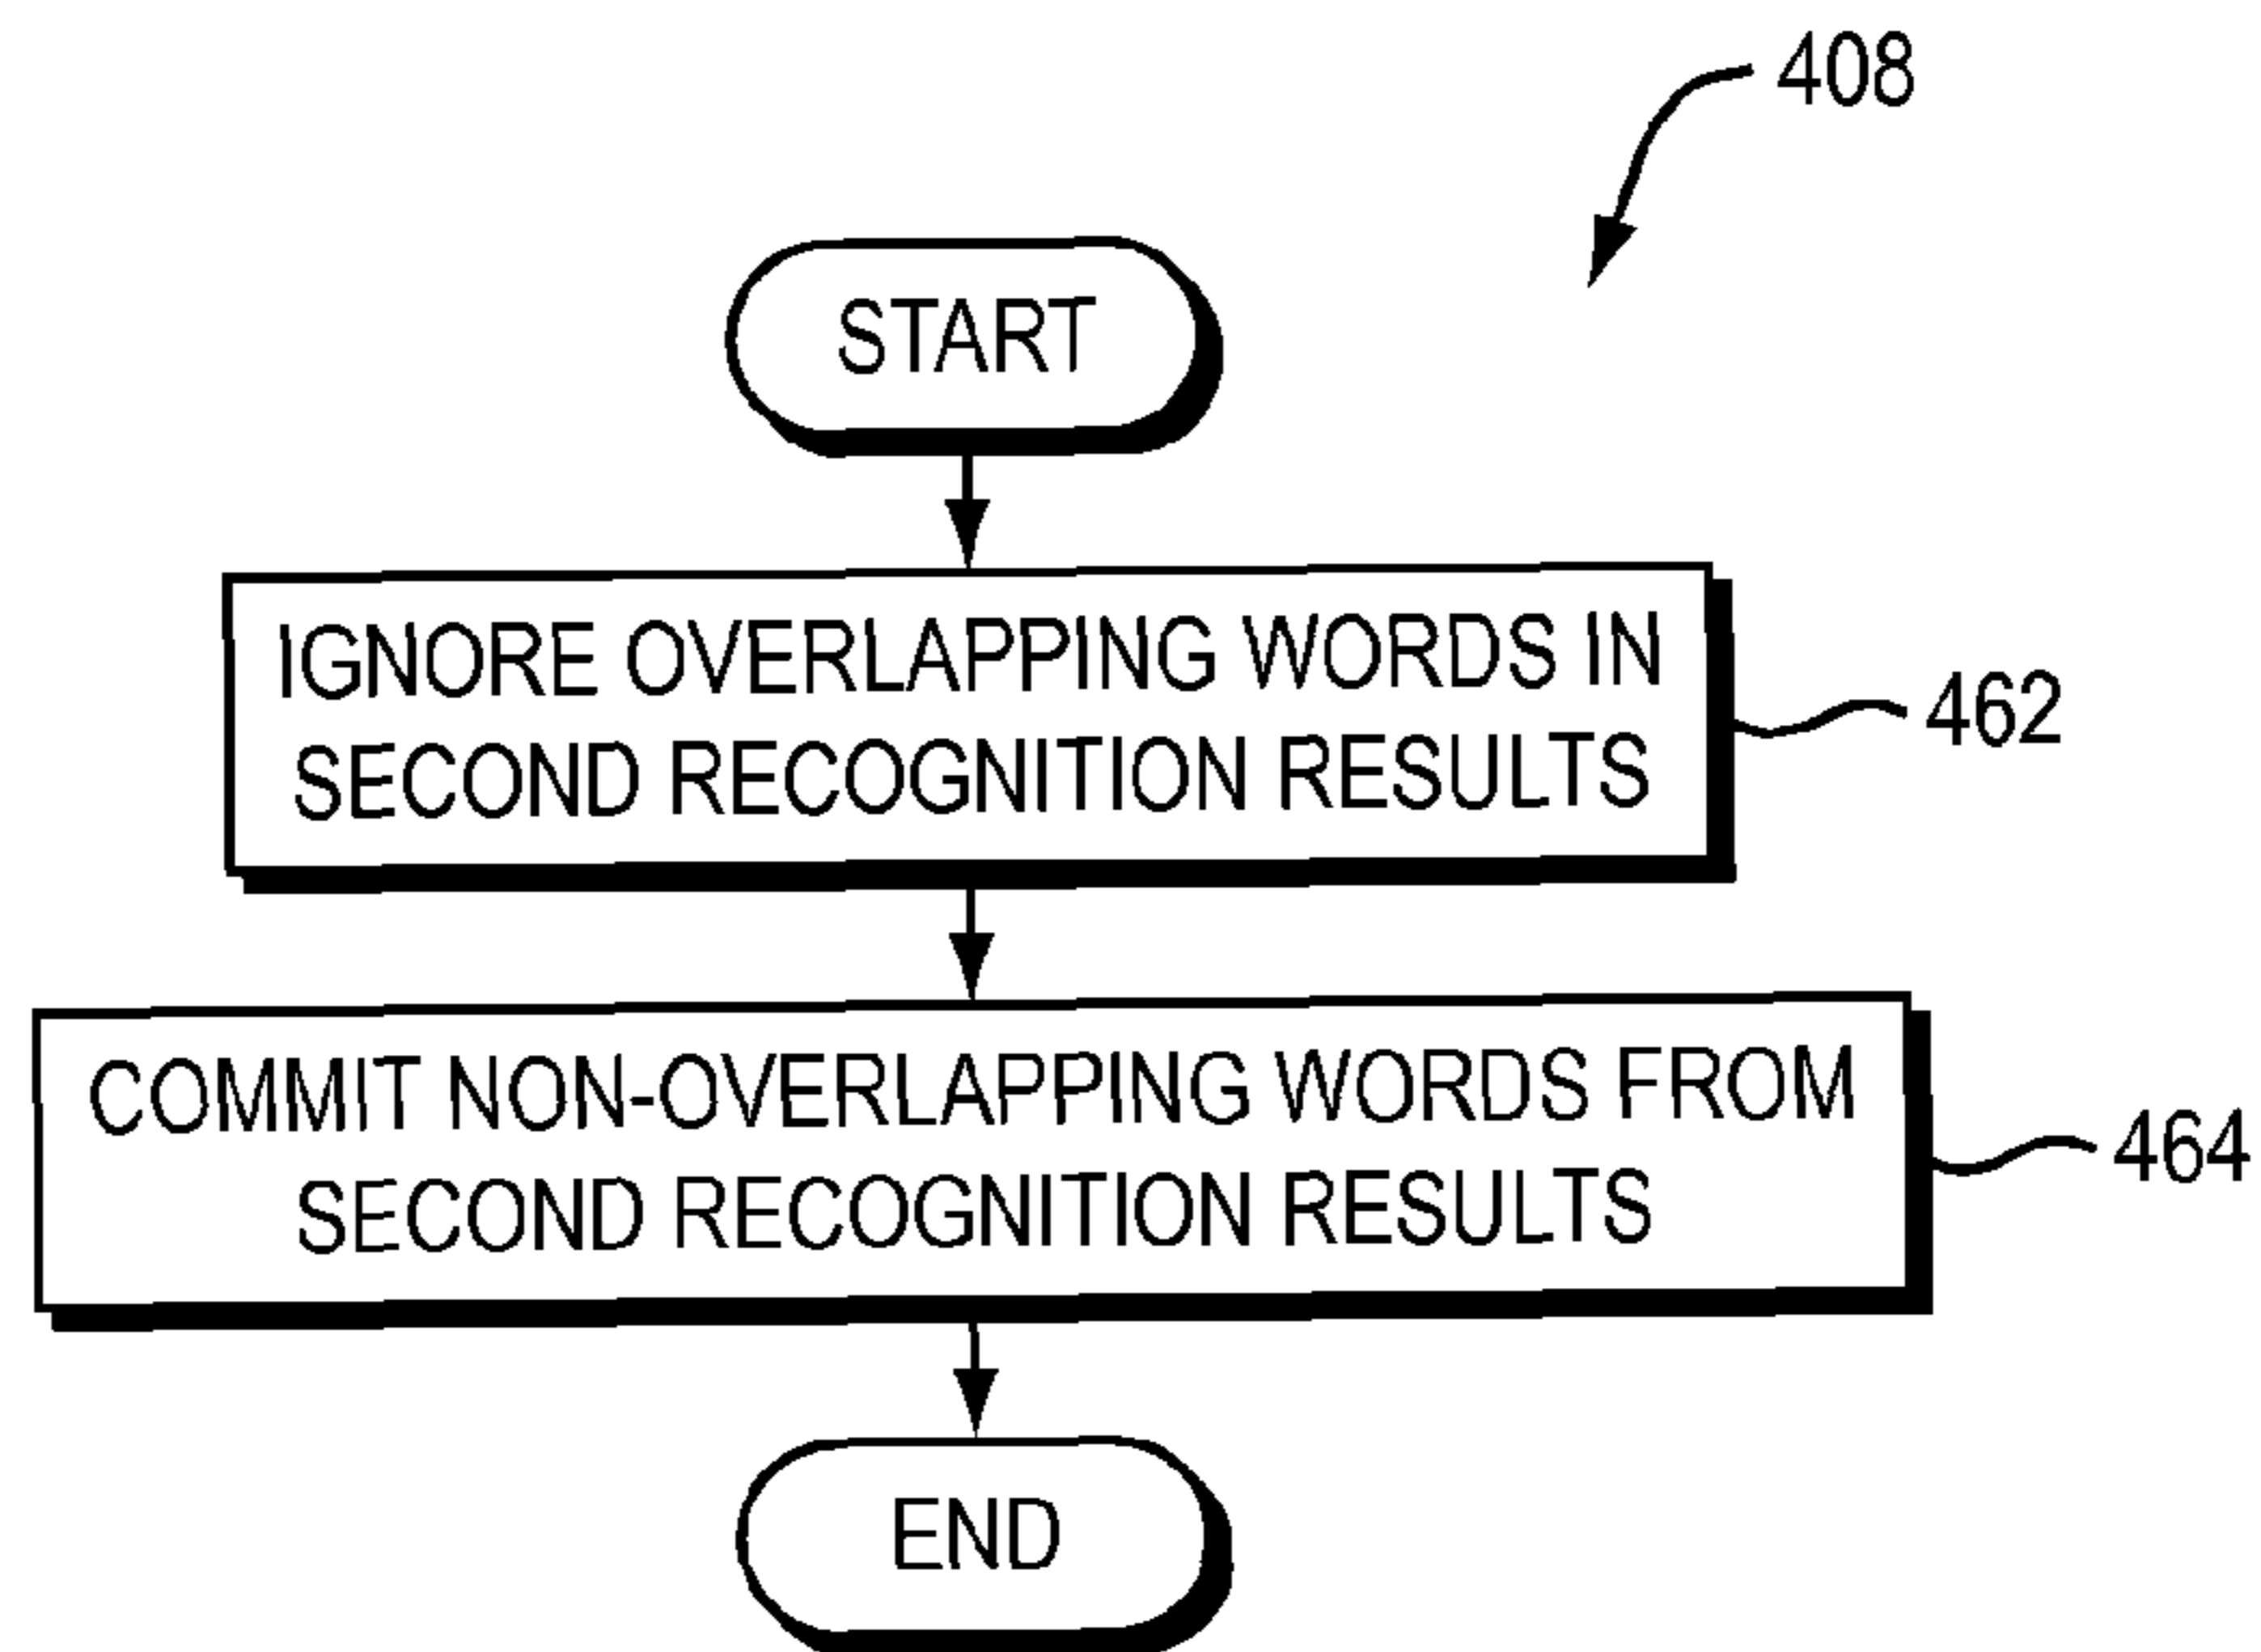 408
START
IGNORE OVERLAPPING WORDS IN
SECOND RECOGNITION RESULTS
462
COMMIT NON-OVERLAPPING WORDS FROM
SECOND RECOGNITION RESULTS
464
END